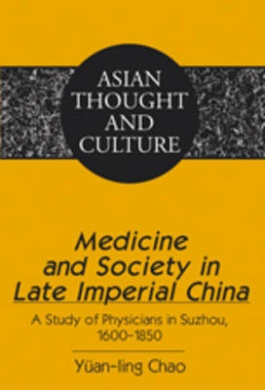 ASIAN
THOUGHT
AND
CULTURE
Medicine
and Society in
Late Imperial China
A Study of Physicians in Suzhou,
1600–1850
Yüan-ling Chao